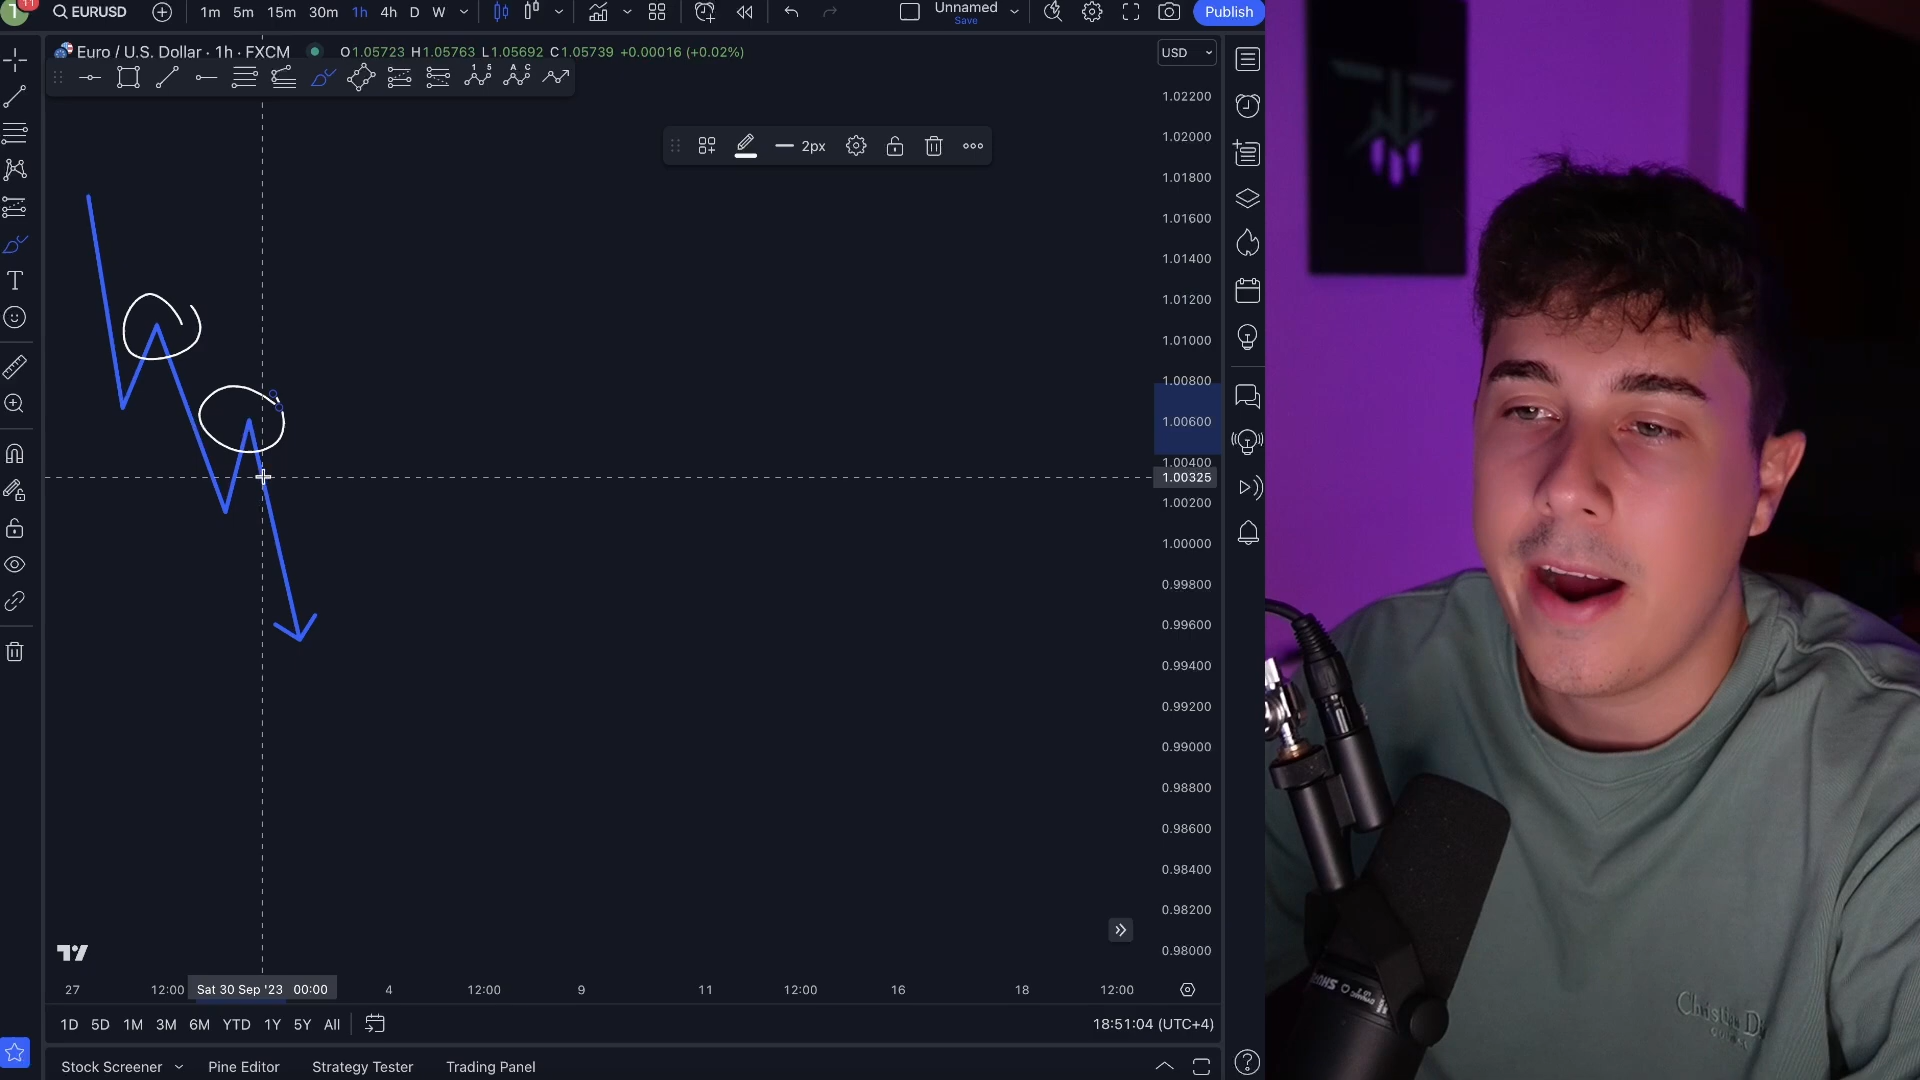 11
EURUSD 1m 5m 15m 30m 1h 4h D W Unnamed Save Publish
Euro / U.S. Dollar · 1h · FXCM O1.05723 H1.05763 L1.05692 C1.05739 +0.00016 (+0.02%) USD
1 5 A C
2px
1.02200
1.02000
1.01800
1.01600
1.01400
1.01200
1.01000
1.00800
1.00600
1.00400
1.00325
1.00200
1.00000
0.99800
0.99600
0.99400
0.99200
0.99000
0.98800
0.98600
0.98400
0.98200
0.98000
27 12:00 Sat 30 Sep '23 00:00 4 12:00 9 11 12:00 16 18 12:00
1D 5D 1M 3M 6M YTD 1Y 5Y All 18:51:04 (UTC+4)
Stock Screener Pine Editor Strategy Tester Trading Panel
SHURE
Christian Di